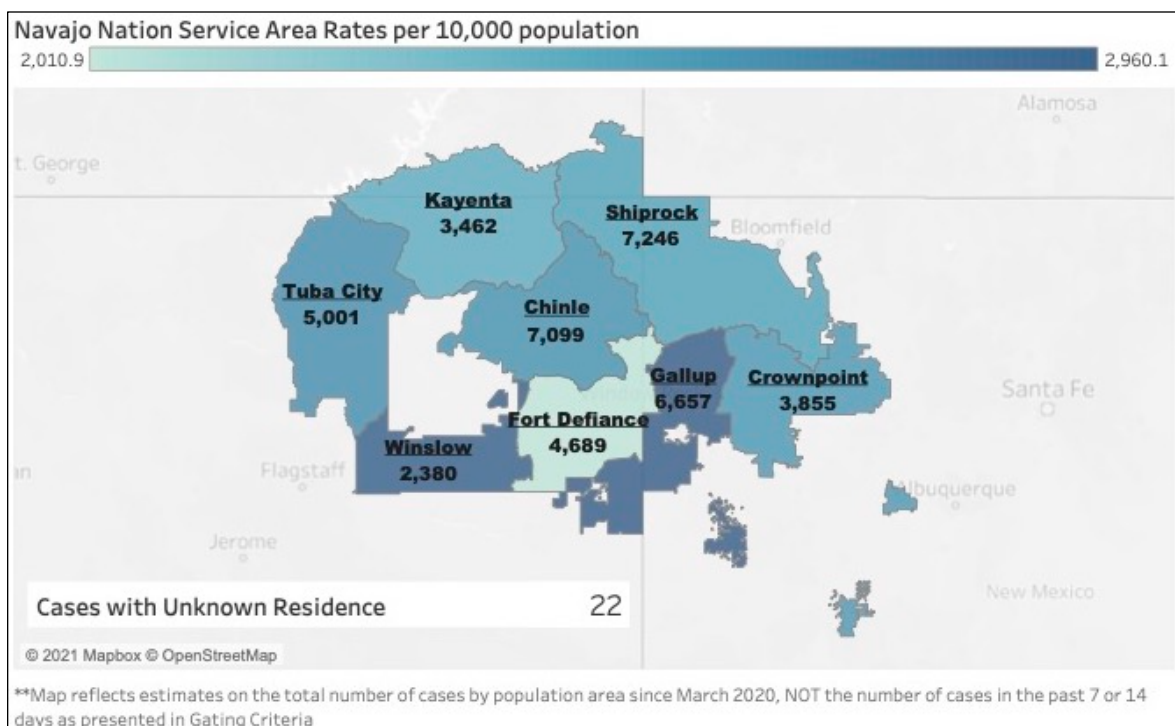 Navajo Nation Service Area Rates per 10,000 population
2,010.9
2,960.1
Alamosa
t. George
Kayenta
3,462
Shiprock
7,246
Bloomfield
Tuba City
5,001
Chinle
7,099
Gallup
6,657
Crownpoint
3,855
Santa Fe
Fort Defiance
4,689
Winslow
2,380
an
Flagstaff
Albuquerque
Jerome
Cases with Unknown Residence 22
New Mexico
© 2021 Mapbox © OpenStreetMap
**Map reflects estimates on the total number of cases by population area since March 2020, NOT the number of cases in the past 7 or 14
days as presented in Gating Criteria